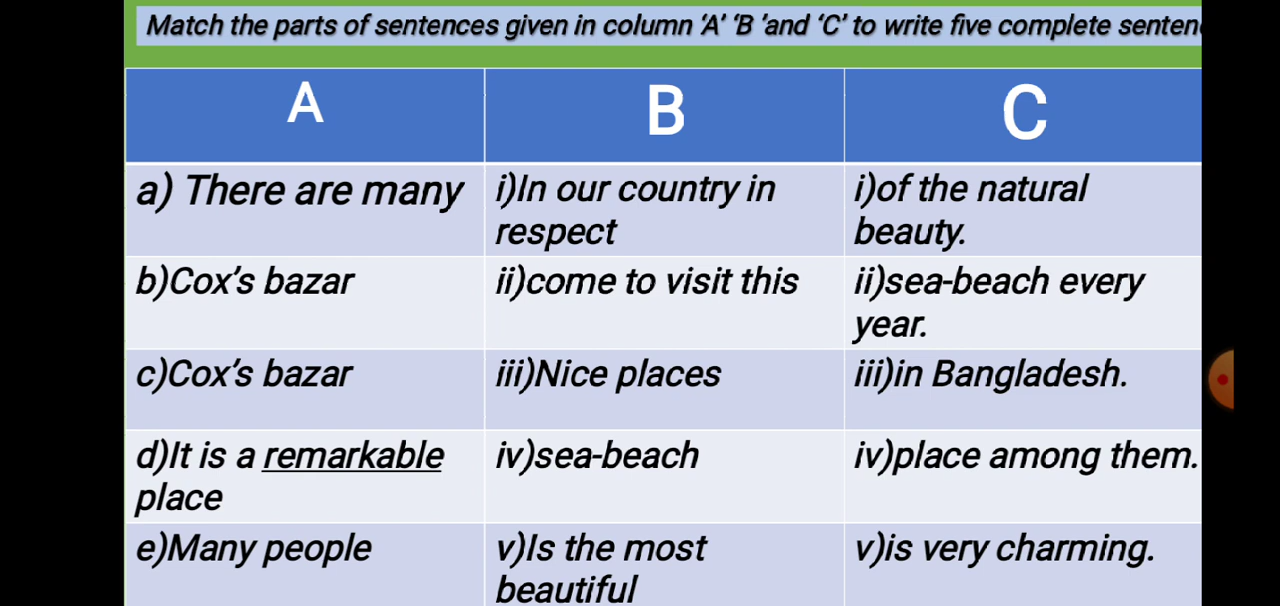 Match the parts of sentences given in column ‘A’ ‘B ’and ‘C’ to write five complete
A
B
C
a) There are many
i)In our country in
respect
i)of the natural
beauty.
b)Cox’s bazar
ii)come to visit this
ii)sea-beach every
year.
c)Cox’s bazar
iii)Nice places
iii)in Bangladesh.
d)It is a remarkable
place
iv)sea-beach
iv)place among them.
e)Many people
v)Is the most
beautiful
v)is very charming.